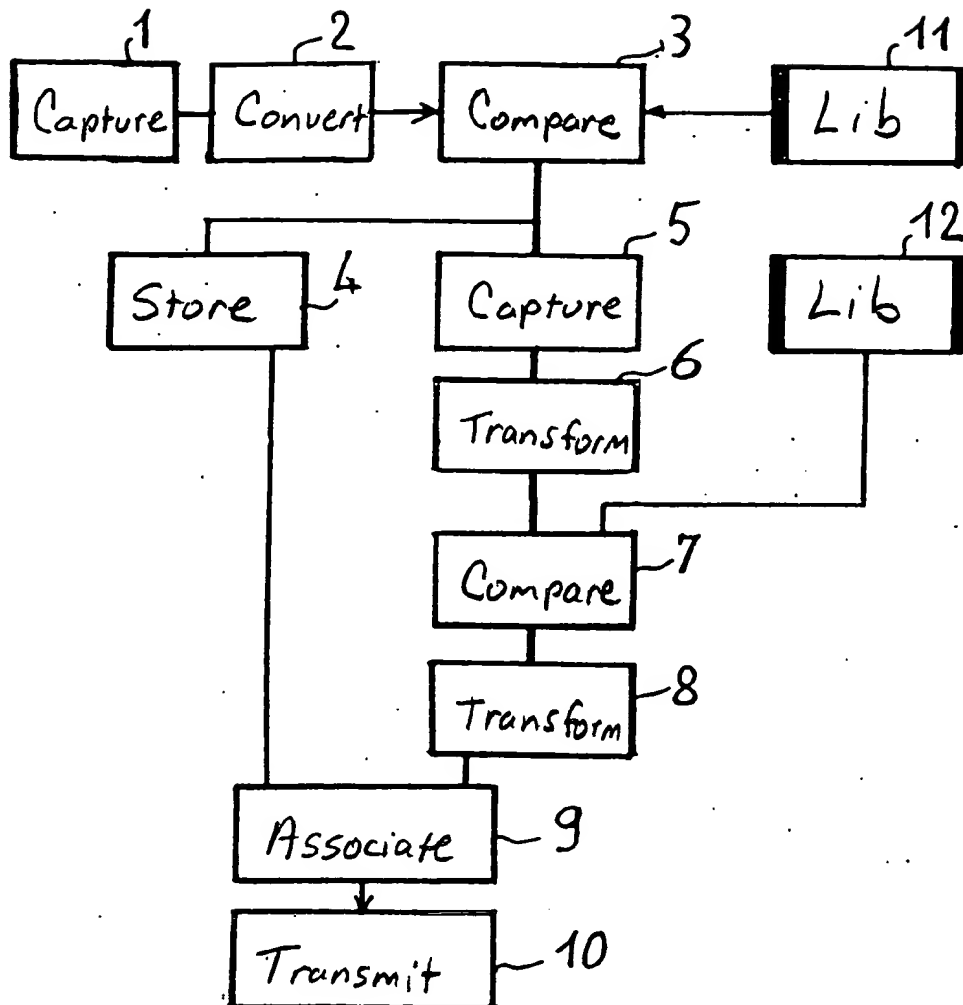 1
2
3
11
Capture
Convert
Compare
Lib
5
12
4
Store
Capture
Lib
6
Transform
7
Compare
8
Transform
9
Associate
10
Transmit